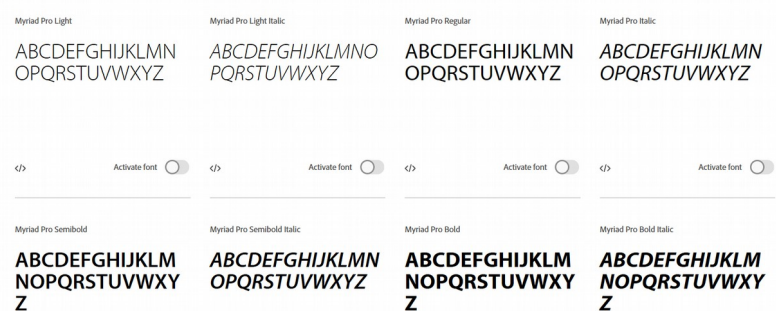 Myriad Pro Light
ABCDEFGHIJKLMN
OPQRSTUVWXYZ
</>
Activate font
Myriad Pro Light Italic
ABCDEFGHIJKLMNO
PQRSTUVWXYZ
</>
Activate font
Myriad Pro Regular
ABCDEFGHIJKLMN
OPQRSTUVWXYZ
</>
Activate font
Myriad Pro Italic
ABCDEFGHIJKLMN
OPQRSTUVWXYZ
</>
Activate font
Myriad Pro Semibold
ABCDEFGHIJKLM
NOPQRSTUVWXY
Z
Myriad Pro Semibold Italic
ABCDEFGHIJKLMN
OPQRSTUVWXYZ
Myriad Pro Bold
ABCDEFGHIJKLM
NOPQRSTUVWXY
Z
Myriad Pro Bold Italic
ABCDEFGHIJKLM
NOPQRSTUVWXY
Z